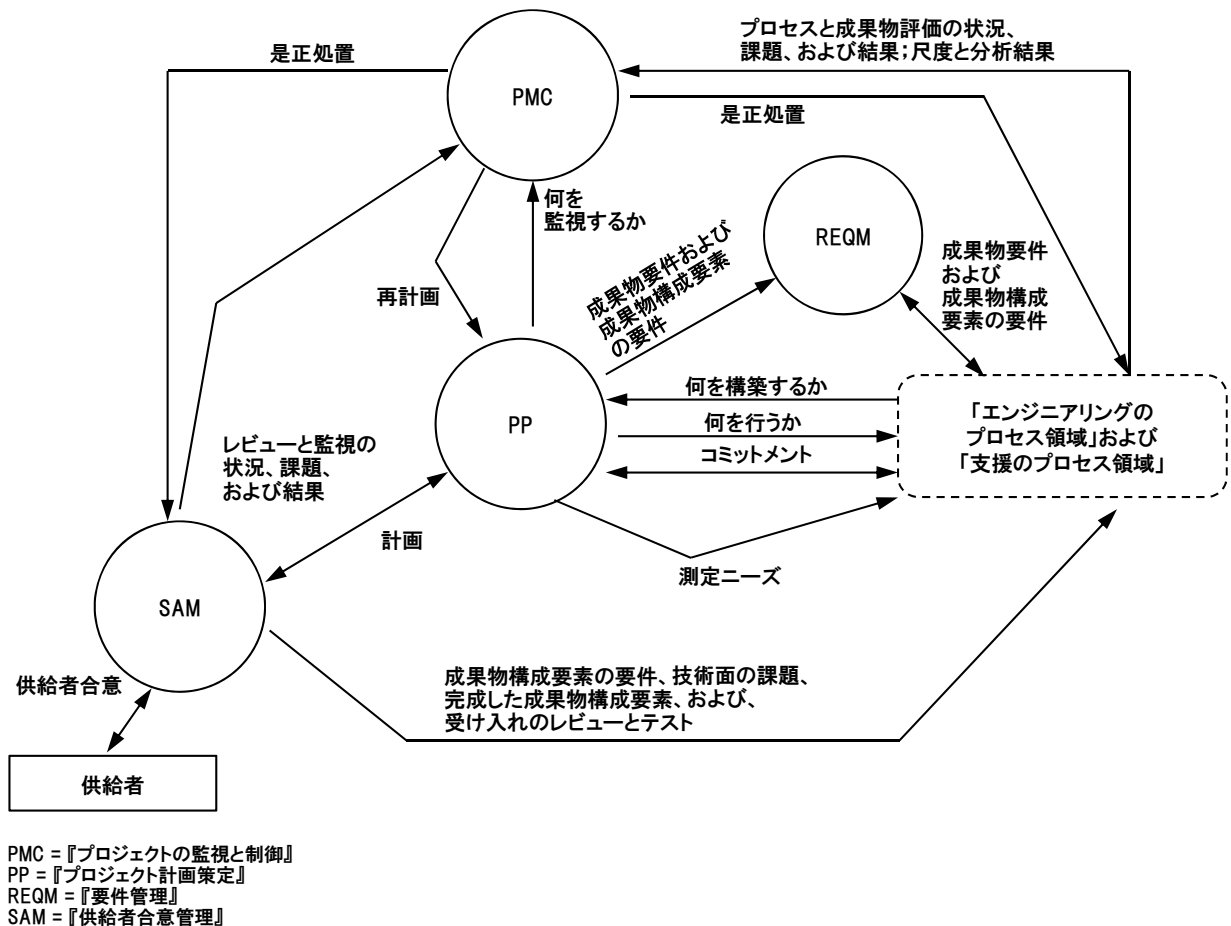 プロセスと成果物評価の状況、
課題、および結果;尺度と分析結果
是正処置
PMC
是正処置
何を
監視するか
REQM
成果物要件および
成果物構成要素
の要件
成果物要件
および
成果物構成
要素の要件
再計画
PP
何を構築するか
何を行うか
コミットメント
「エンジニアリングの
プロセス領域」および
「支援のプロセス領域」
レビューと監視の
状況、課題、
および結果
計画
測定ニーズ
SAM
供給者合意
成果物構成要素の要件、技術面の課題、
完成した成果物構成要素、および、
受け入れのレビューとテスト
供給者
PMC = 『プロジェクトの監視と制御』
PP = 『プロジェクト計画策定』
REQM = 『要件管理』
SAM = 『供給者合意管理』